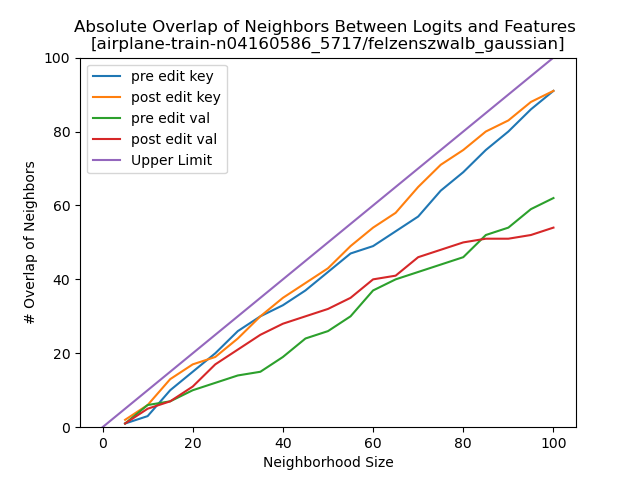 Absolute Overlap of Neighbors Between Logits and Features
[airplane-train-n04160586_5717/felzenszwalb_gaussian]
100
80
60
40
20
0
# Overlap of Neighbors
pre edit key
post edit key
pre edit val
post edit val
Upper Limit
0 20 40 60 80 100
Neighborhood Size